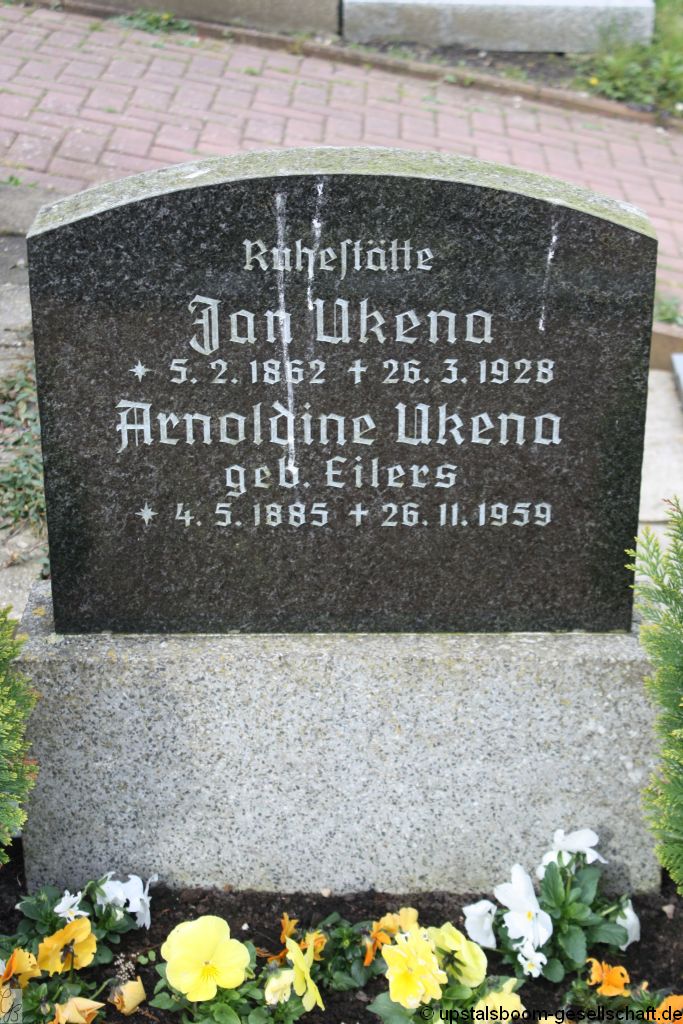 Ruheſtätte
Jan Ukena
* 5. 2. 1862 † 26. 3. 1928
Arnoldine Ukena
geb. Eilers
* 4. 5. 1885 † 26. 11. 1959
© upstalsboom-gesellschaft.de